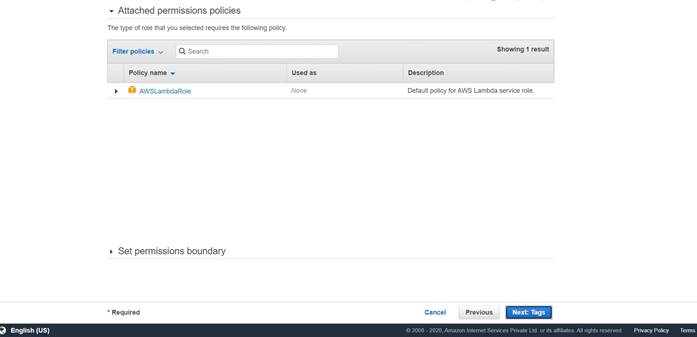 Attached permissions policies
The type of role that you selected requires the following policy.
Filter policies Search Showing 1 result
Policy name Used as Description
AWSLambdaRole None Default policy for AWS Lambda service role.
Set permissions boundary
* Required Cancel Previous Next: Tags
English (US) © 2008 - 2020, Amazon Internet Services Private Ltd. or its affiliates. All rights reserved. Privacy Policy Terms